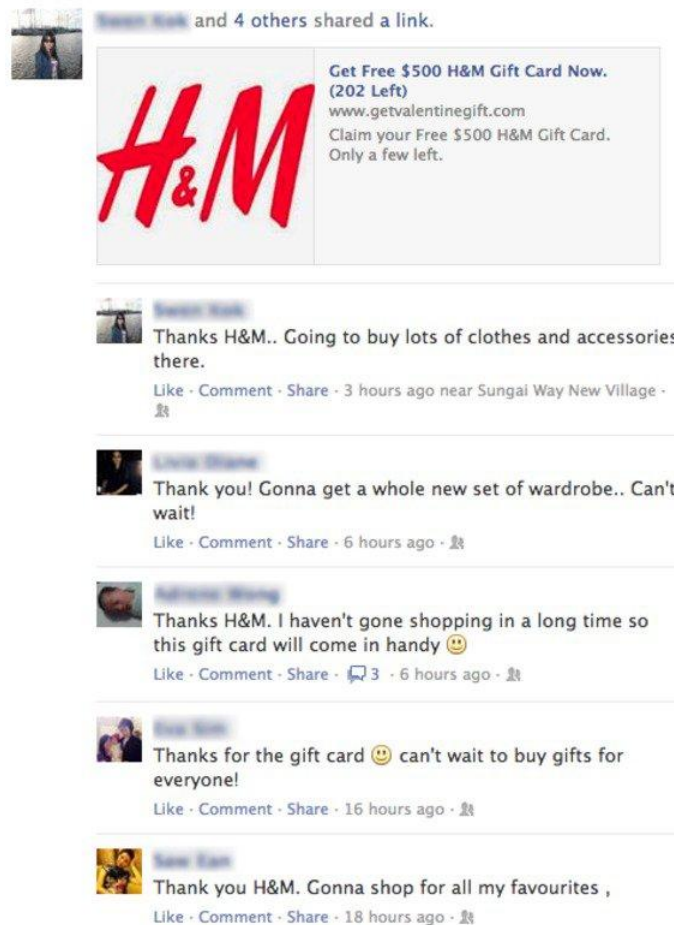 and 4 others shared a link.
H&M
Get Free $500 H&M Gift Card Now.
(202 Left)
www.getvalentinegift.com
Claim your Free $500 H&M Gift Card.
Only a few left.
Thanks H&M.. Going to buy lots of clothes and accessories
there.
Like · Comment · Share · 3 hours ago near Sungai Way New Village ·
Thank you! Gonna get a whole new set of wardrobe.. Can't
wait!
Like · Comment · Share · 6 hours ago ·
Thanks H&M. I haven't gone shopping in a long time so
this gift card will come in handy
Like · Comment · Share · 3 · 6 hours ago ·
Thanks for the gift card can't wait to buy gifts for
everyone!
Like · Comment · Share · 16 hours ago ·
Thank you H&M. Gonna shop for all my favourites ,
Like · Comment · Share · 18 hours ago ·